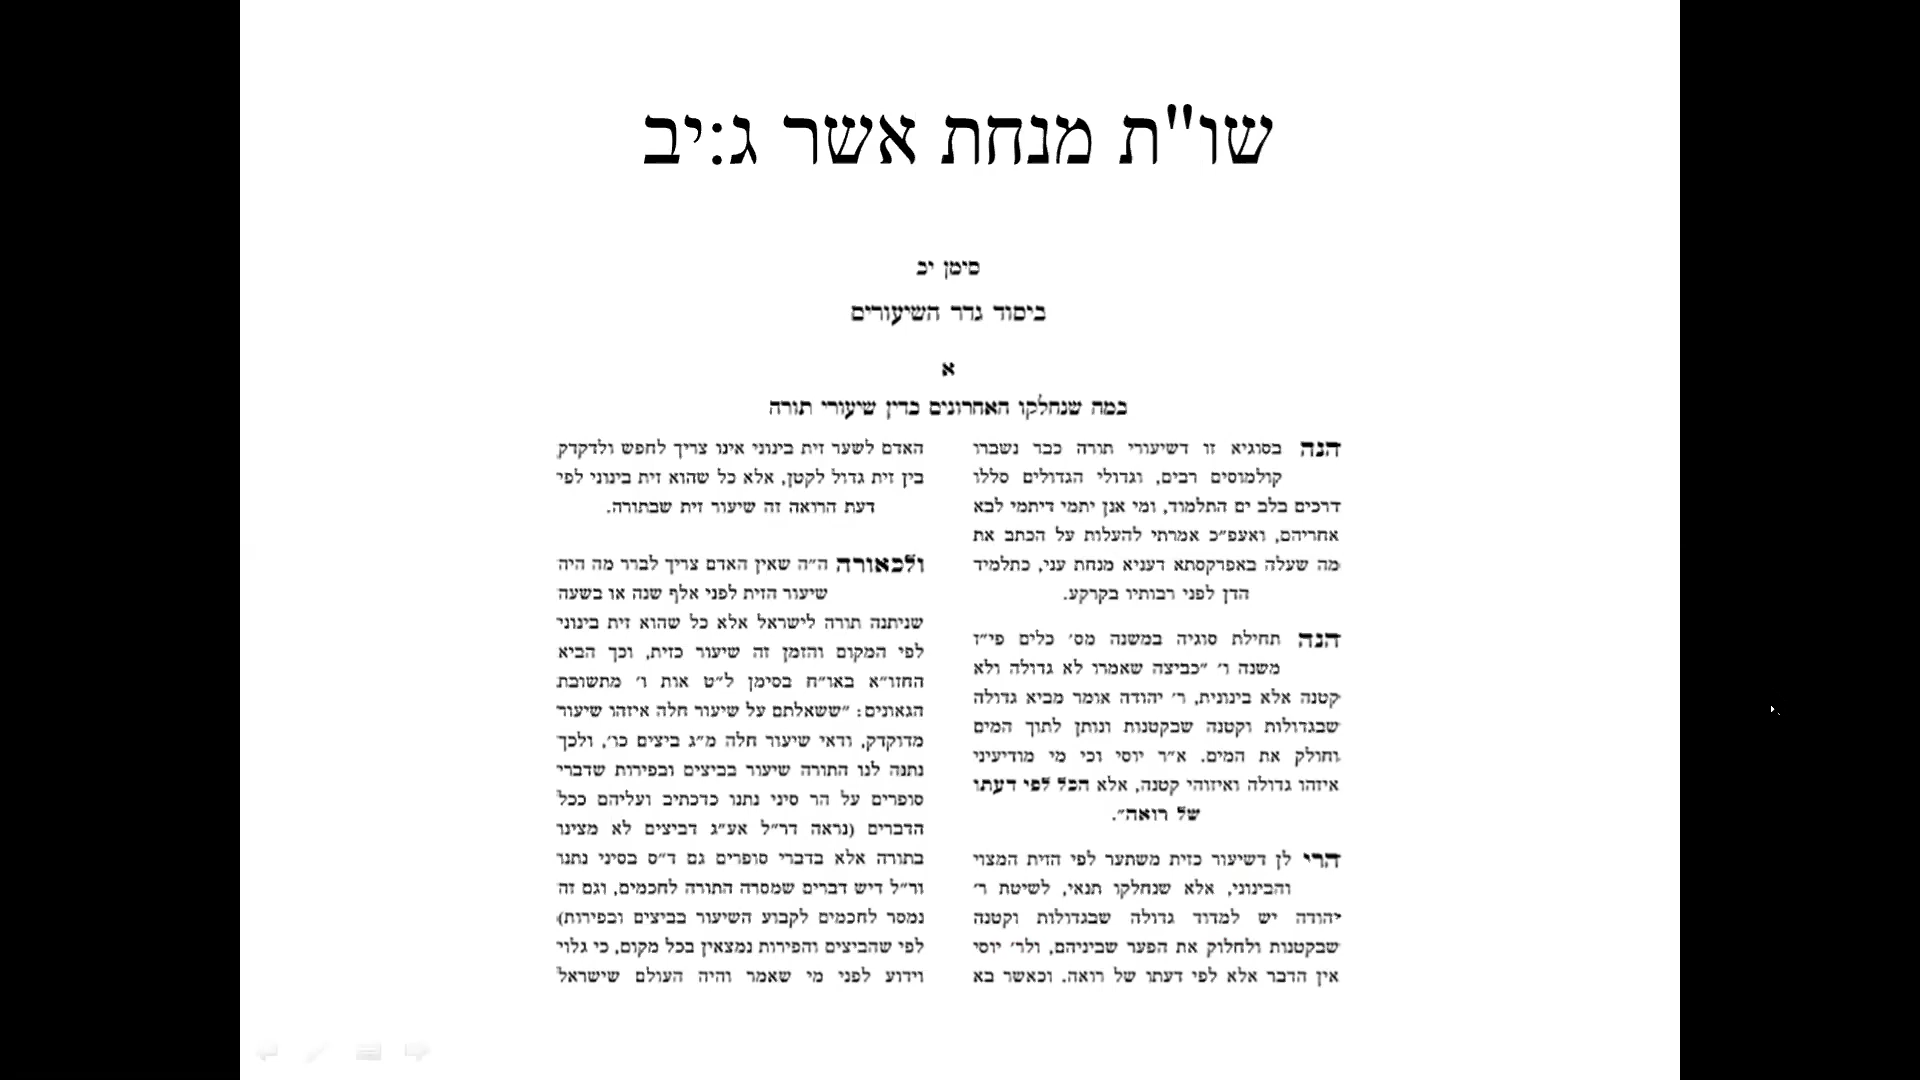 שו"ת מנחת אשר ג:יב
סימן יב
ביסוד גדר השיעורים
א
במה שנחלקו האחרונים בדין שיעורי תורה
הנה בסוגיא זו דשיעורי תורה כבר נשברו
קולמוסים רבים, וגדולי הגדולים סללו
דרכים בלב ים התלמוד, ומי אנן יתמי דיתמי לבא
אחריהם, ואעפ״כ אמרתי להעלות על הכתב את
מה שעלה באפרקסתא דעניא מנחת עני, כתלמיד
הדן לפני רבותיו בקרקע.
הנה תחילת סוגיה במשנה מס׳ כלים פי״ז
משנה ו׳ ״כביצה שאמרו לא גדולה ולא
קטנה אלא בינונית, ר׳ יהודה אומר מביא גדולה
שבגדולות וקטנה שבקטנות ונותן לתוך המים
וחולק את המים. א״ר יוסי וכי מי מודיעיני
איזהו גדולה ואיזוהי קטנה, אלא הכל לפי דעתו
של רואה״.
הרי לן דשיעור כזית משתער לפי הזית המצוי
והבינוני, אלא שנחלקו תנאי, לשיטת ר׳
יהודה יש למדוד גדולה שבגדולות וקטנה
שבקטנות ולחלוק את הפער שביניהם, ולר׳ יוסי
אין הדבר אלא לפי דעתו של רואה. וכאשר בא
האדם לשער זית בינוני אינו צריך לחפש ולדקדק
בין זית גדול לקטן, אלא כל שהוא זית בינוני לפי
דעת הרואה זה שיעור זית שבתורה.
ולכאורה ה״ה שאין האדם צריך לברר מה היה
שיעור הזית לפני אלף שנה או בשעה
שניתנה תורה לישראל אלא כל שהוא זית בינוני
לפי המקום והזמן זה שיעור כזית, וכך הביא
החזו״א באו״ח בסימן ל״ט אות ו׳ מתשובת
הגאונים: ״ששאלתם על שיעור חלה איזהו שיעור
מדוקדק, ודאי שיעור חלה מ״ג ביצים כו׳, ולכך
נתנה לנו התורה שיעור בביצים ובפירות שדברי
סופרים על הר סיני נתנו כדכתיב ועליהם ככל
הדברים (נראה דר״ל אע״ג דביצים לא מצינו
בתורה אלא בדברי סופרים גם ד״ס בסיני נתנו
ור״ל דיש דברים שמסרה התורה לחכמים, וגם זה
נמסר לחכמים לקבוע השיעור בביצים ובפירות)
לפי שהביצים והפירות נמצאין בכל מקום, כי גלוי
וידוע לפני מי שאמר והיה העולם שישראל